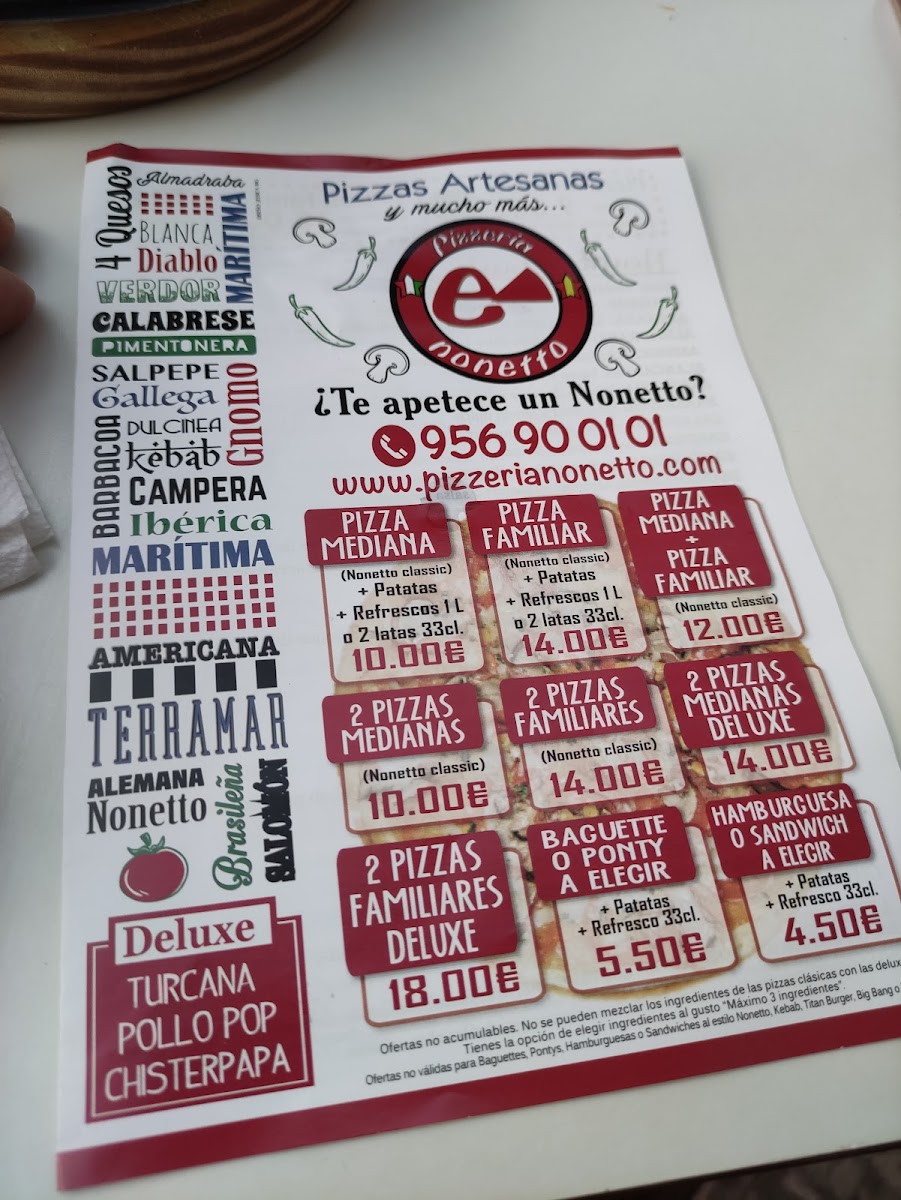 Almadraba
4 Quesos
BLANCA
Diablo
MARÍTIMA
VERDOR
CALABRESE
PIMENTONERA
SALPEPE
Gallega
Gnomo
DULCINEA
BARBACOA
kébab
CAMPERA
Ibérica
MARÍTIMA
AMERICANA
TERRAMAR
ALEMANA
Nonetto
Brasileña
SALOMÓN
Deluxe
TURCANA
POLLO POP
CHISTERPAPA
Pizzas Artesanas
y mucho más...
Pizzería
e
nonetto
¿Te apetece un Nonetto?
956 90 01 01
www.pizzerianonetto.com
PIZZA
MEDIANA
(Nonetto classic)
+ Patatas
+ Refrescos 1 L
o 2 latas 33cl.
10.00€
PIZZA
FAMILIAR
(Nonetto classic)
+ Patatas
+ Refrescos 1 L
o 2 latas 33cl.
14.00€
PIZZA
MEDIANA
+
PIZZA
FAMILIAR
(Nonetto classic)
12.00€
2 PIZZAS
MEDIANAS
(Nonetto classic)
10.00€
2 PIZZAS
FAMILIARES
(Nonetto classic)
14.00€
2 PIZZAS
MEDIANAS
DELUXE
14.00€
2 PIZZAS
FAMILIARES
DELUXE
18.00€
BAGUETTE
O PONTY
A ELEGIR
+ Patatas
+ Refresco 33cl.
5.50€
HAMBURGUESA
O SANDWICH
A ELEGIR
+ Patatas
+ Refresco 33cl.
4.50€
Ofertas no acumulables. No se pueden mezclar los ingredientes de las pizzas clásicas con las delux
Tienes la opción de elegir ingredientes al gusto "Máximo 3 ingredientes".
Ofertas no válidas para Baguettes, Pontys, Hamburguesas o Sandwiches al estilo Nonetto, Kebab, Titan Burger, Big Bang o